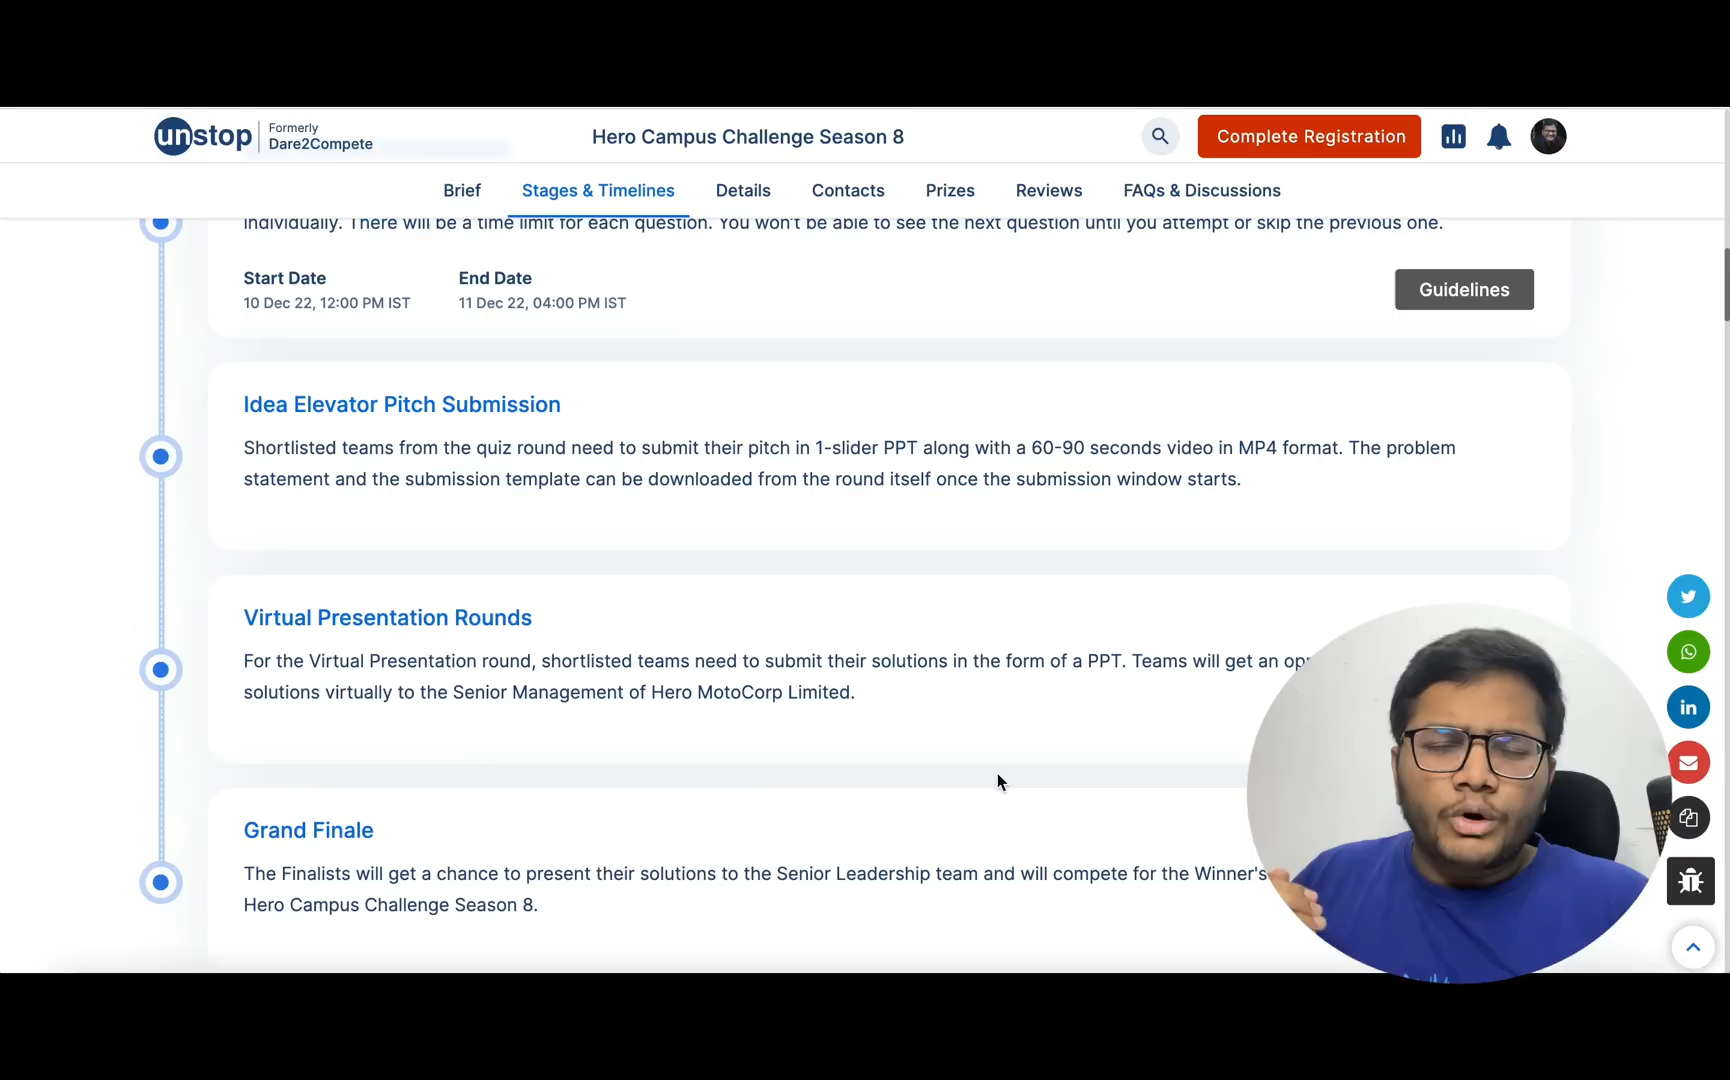 unstop
Formerly
Dare2Compete
Hero Campus Challenge Season 8
Complete Registration
Brief
Stages & Timelines
Details
Contacts
Prizes
Reviews
FAQs & Discussions
individually. There will be a time limit for each question. You won't be able to see the next question until you attempt or skip the previous one.
Start Date
End Date
10 Dec 22, 12:00 PM IST
11 Dec 22, 04:00 PM IST
Guidelines
Idea Elevator Pitch Submission
Shortlisted teams from the quiz round need to submit their pitch in 1-slider PPT along with a 60-90 seconds video in MP4 format. The problem
statement and the submission template can be downloaded from the round itself once the submission window starts.
Virtual Presentation Rounds
For the Virtual Presentation round, shortlisted teams need to submit their solutions in the form of a PPT. Teams will get an
solutions virtually to the Senior Management of Hero MotoCorp Limited.
Grand Finale
The Finalists will get a chance to present their solutions to the Senior Leadership team and will compete for the Winner's
Hero Campus Challenge Season 8.
in